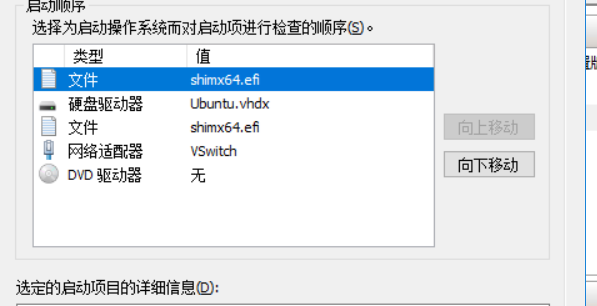 启动顺序
选择为启动操作系统而对启动项进行检查的顺序(S)。
类型 值
文件 shimx64.efi
硬盘驱动器 Ubuntu.vhdx
文件 shimx64.efi
网络适配器 VSwitch
DVD 驱动器 无
向上移动
向下移动
选定的启动项目的详细信息(D):